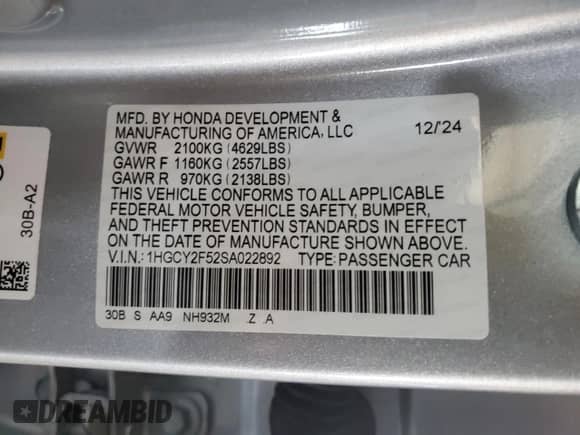 MFD. BY HONDA DEVELOPMENT &
MANUFACTURING OF AMERICA, LLC 12/'24
GVWR 2100KG (4629LBS)
GAWR F 1160KG (2557LBS)
GAWR R 970KG (2138LBS)
THIS VEHICLE CONFORMS TO ALL APPLICABLE
FEDERAL MOTOR VEHICLE SAFETY, BUMPER,
AND THEFT PREVENTION STANDARDS IN EFFECT
ON THE DATE OF MANUFACTURE SHOWN ABOVE.
V.I.N.: 1HGCY2F52SA022892 TYPE: PASSENGER CAR
30B S AA9 NH932M .Z .A
30B-A2
DREAMBID